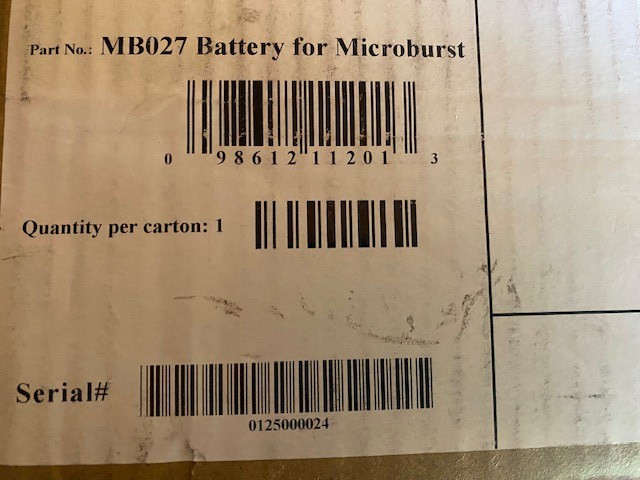 Part No.: MB027 Battery for Microburst
0 98612 11201 3
Quantity per carton: 1
Serial#
0125000024